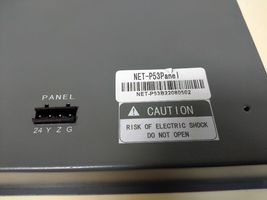 PANEL
24 Y Z G
NET-P53Panel
NET-P53B22080502
CAUTION
RISK OF ELECTRIC SHOCK
DO NOT OPEN